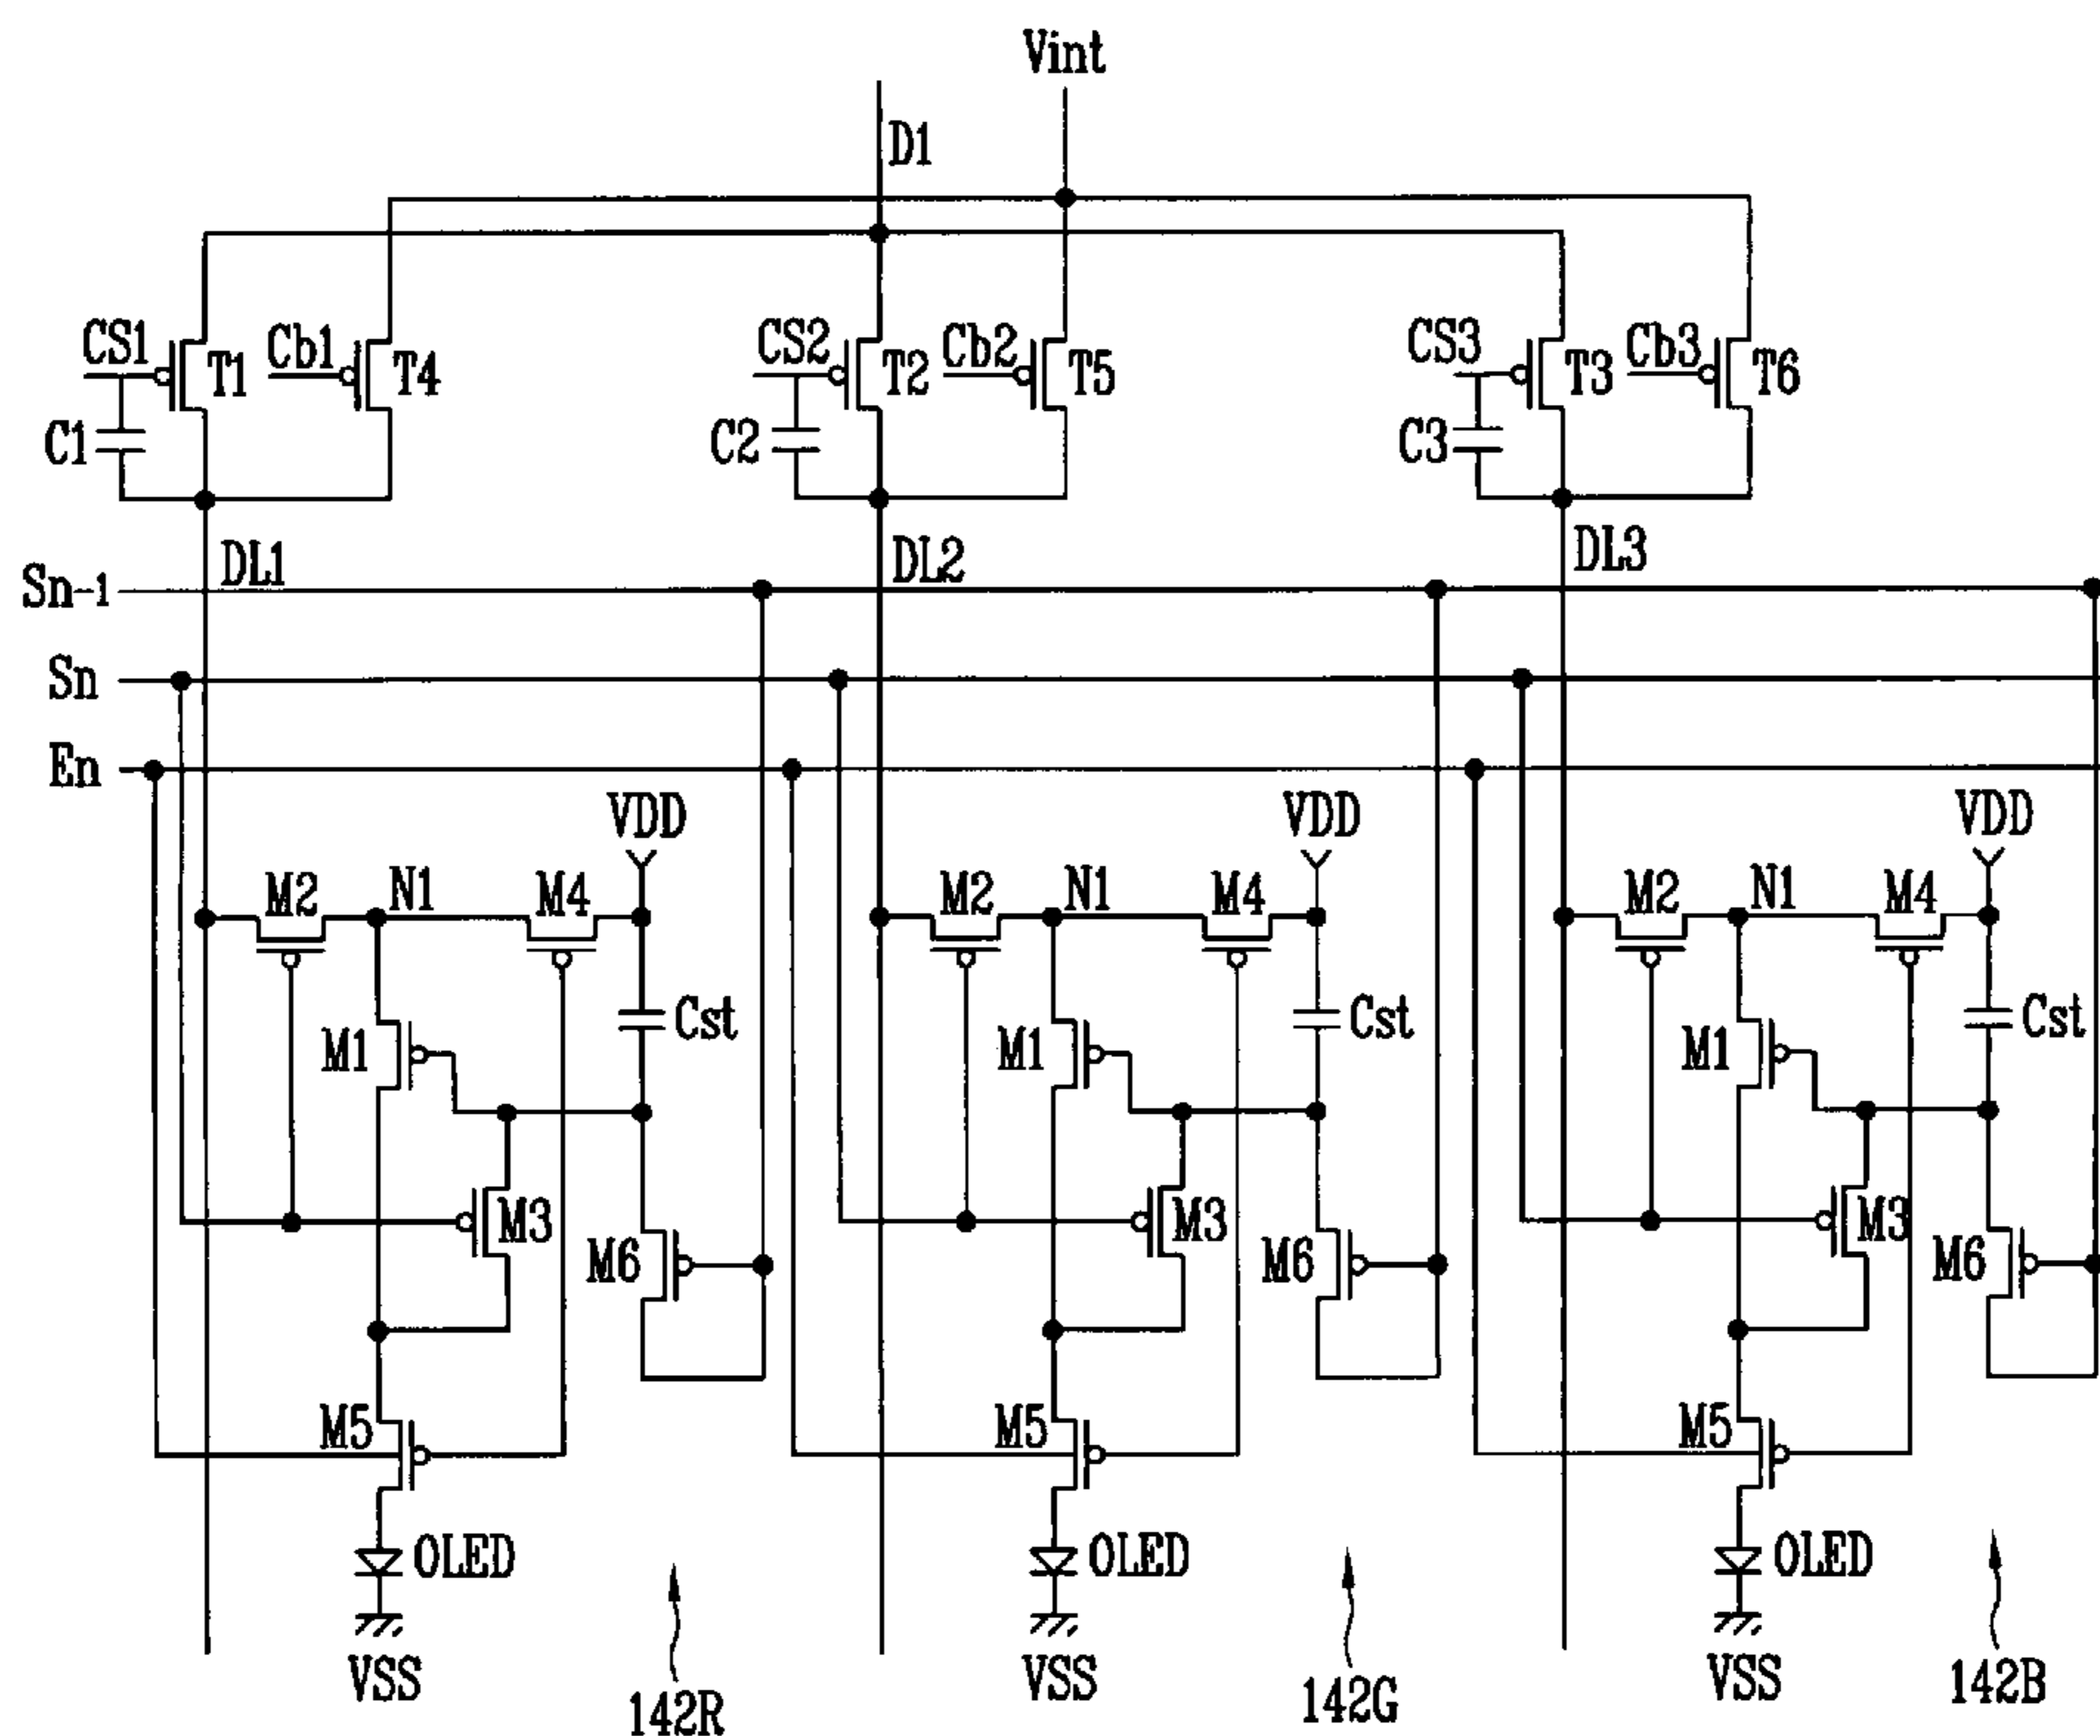 Vint
D1
CS1 T1 Cb1 T4 CS2 T2 Cb2 T5 CS3 T3 Cb3 T6
C1 C2 C3
DL1 DL2 DL3
Sn-1
Sn
En
VDD VDD VDD
M2 N1 M4 M2 N1 M4 M2 N1 M4
M1 Cst M1 Cst M1 Cst
M3 M6 M3 M6 M3 M6
M5 M5 M5
OLED OLED OLED
VSS VSS VSS
142R 142G 142B